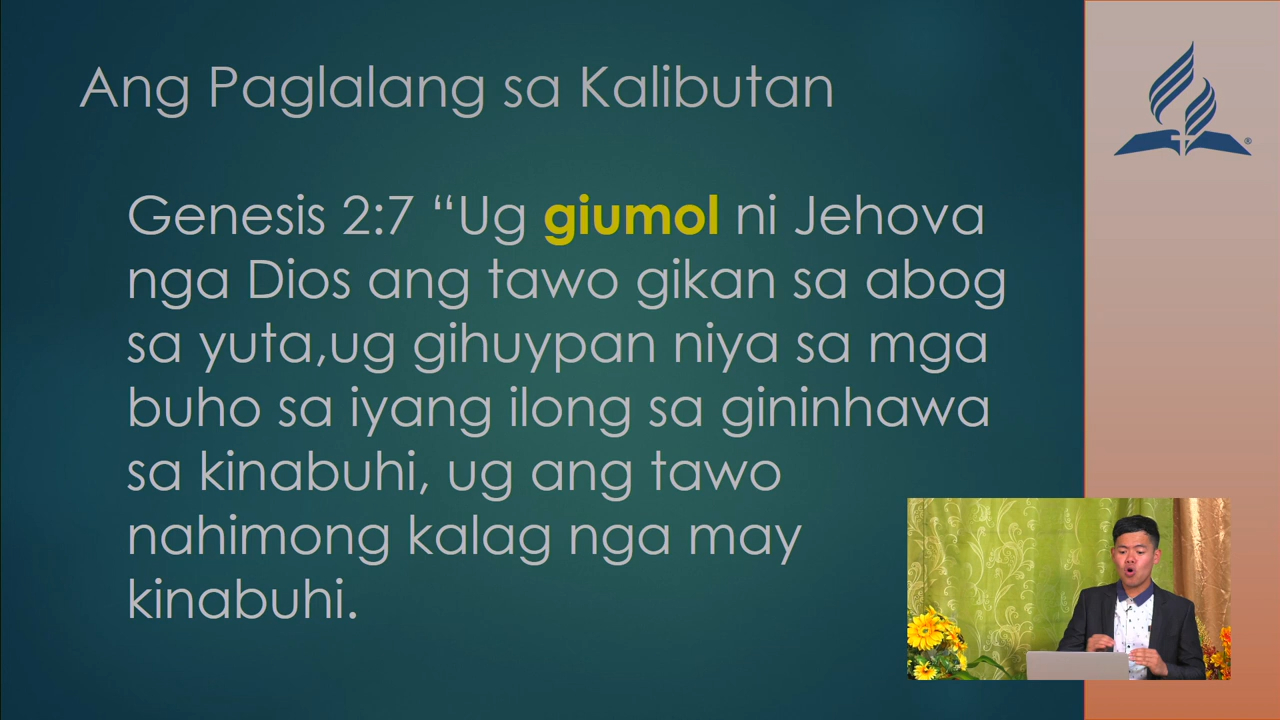 Ang Paglalang sa Kalibutan
Genesis 2:7 “Ug giumol ni Jehova
nga Dios ang tawo gikan sa abog
sa yuta,ug gihuypan niya sa mga
buho sa iyang ilong sa gininhawa
sa kinabuhi, ug ang tawo
nahimong kalag nga may
kinabuhi.
®